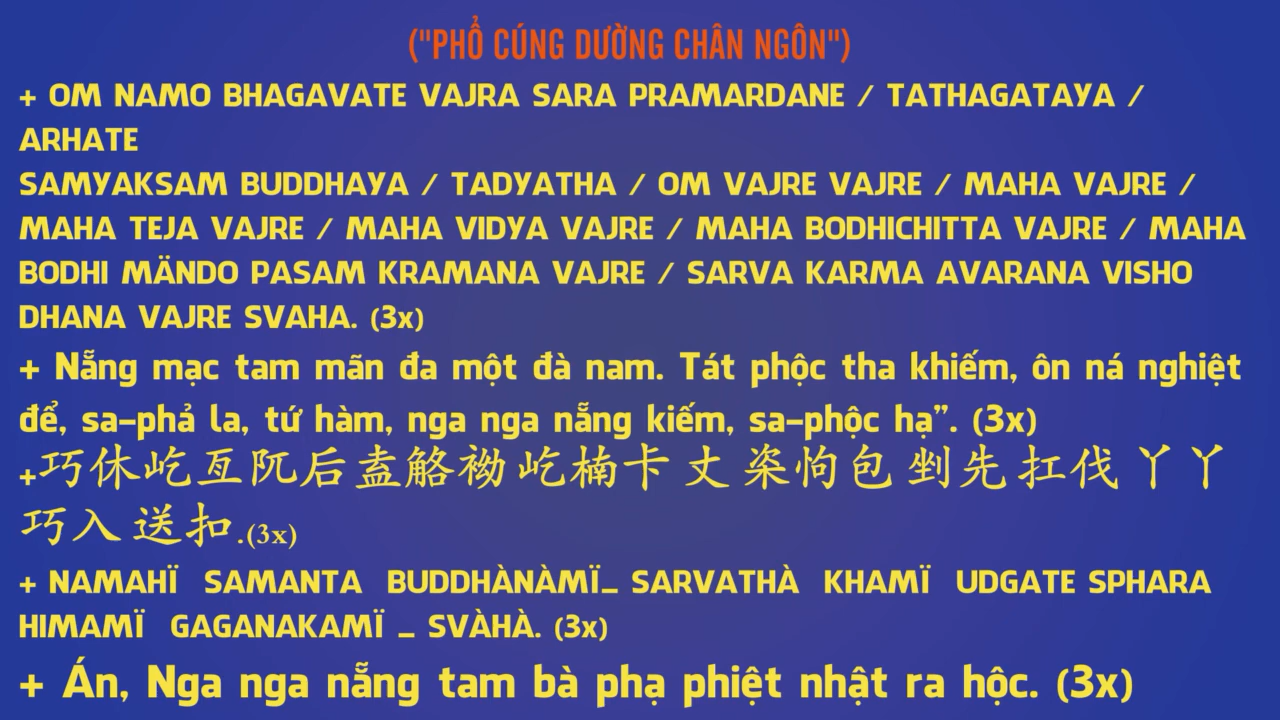 ("PHỔ CÚNG DƯỜNG CHÂN NGÔN")
+ OM NAMO BHAGAVATE VAJRA SARA PRAMARDANE / TATHAGATAYA /
ARHATE
SAMYAKSAM BUDDHAYA / TADYATHA / OM VAJRE VAJRE / MAHA VAJRE /
MAHA TEJA VAJRE / MAHA VIDYA VAJRE / MAHA BODHICHITTA VAJRE / MAHA
BODHI MÄNDO PASAM KRAMANA VAJRE / SARVA KARMA AVARANA VISHO
DHANA VAJRE SVAHA. (3x)
+ Nẵng mạc tam mãn đa một đà nam. Tát phộc tha khiếm, ôn ná nghiệt
để, sa-phả la, tứ hàm, nga nga nẵng kiếm, sa-phộc hạ”. (3x)
+巧休屹亙阢后盍觡袎屹楠卡丈楶怐包剉先扛伐丫丫
巧入送扣.(3x)
+ NAMAHÏ SAMANTA BUDDHÀNÀMÏ_ SARVATHÀ KHAMÏ UDGATE SPHARA
HIMAMÏ GAGANAKAMÏ _ SVÀHÀ. (3x)
+ Án, Nga nga nẵng tam bà phạ phiệt nhật ra hộc. (3x)